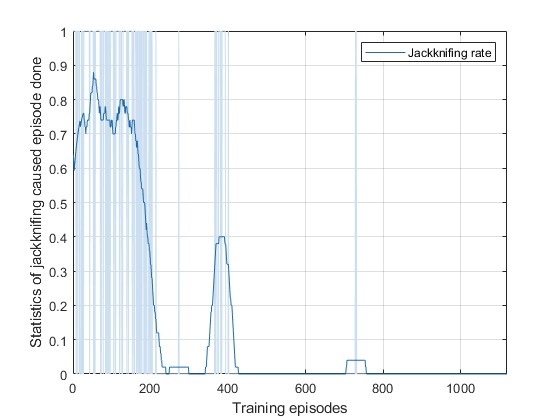 Jackknifing rate
Statistics of jackknifing caused episode done
1
0.9
0.8
0.7
0.6
0.5
0.4
0.3
0.2
0.1
0
0 200 400 600 800 1000
Training episodes